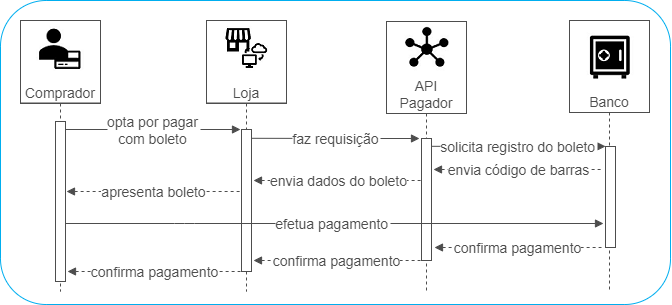 Comprador
Loja
API
Pagador
Banco
opta por pagar
com boleto
faz requisição
solicita registro do boleto
envia código de barras
envia dados do boleto
apresenta boleto
efetua pagamento
confirma pagamento
confirma pagamento
confirma pagamento